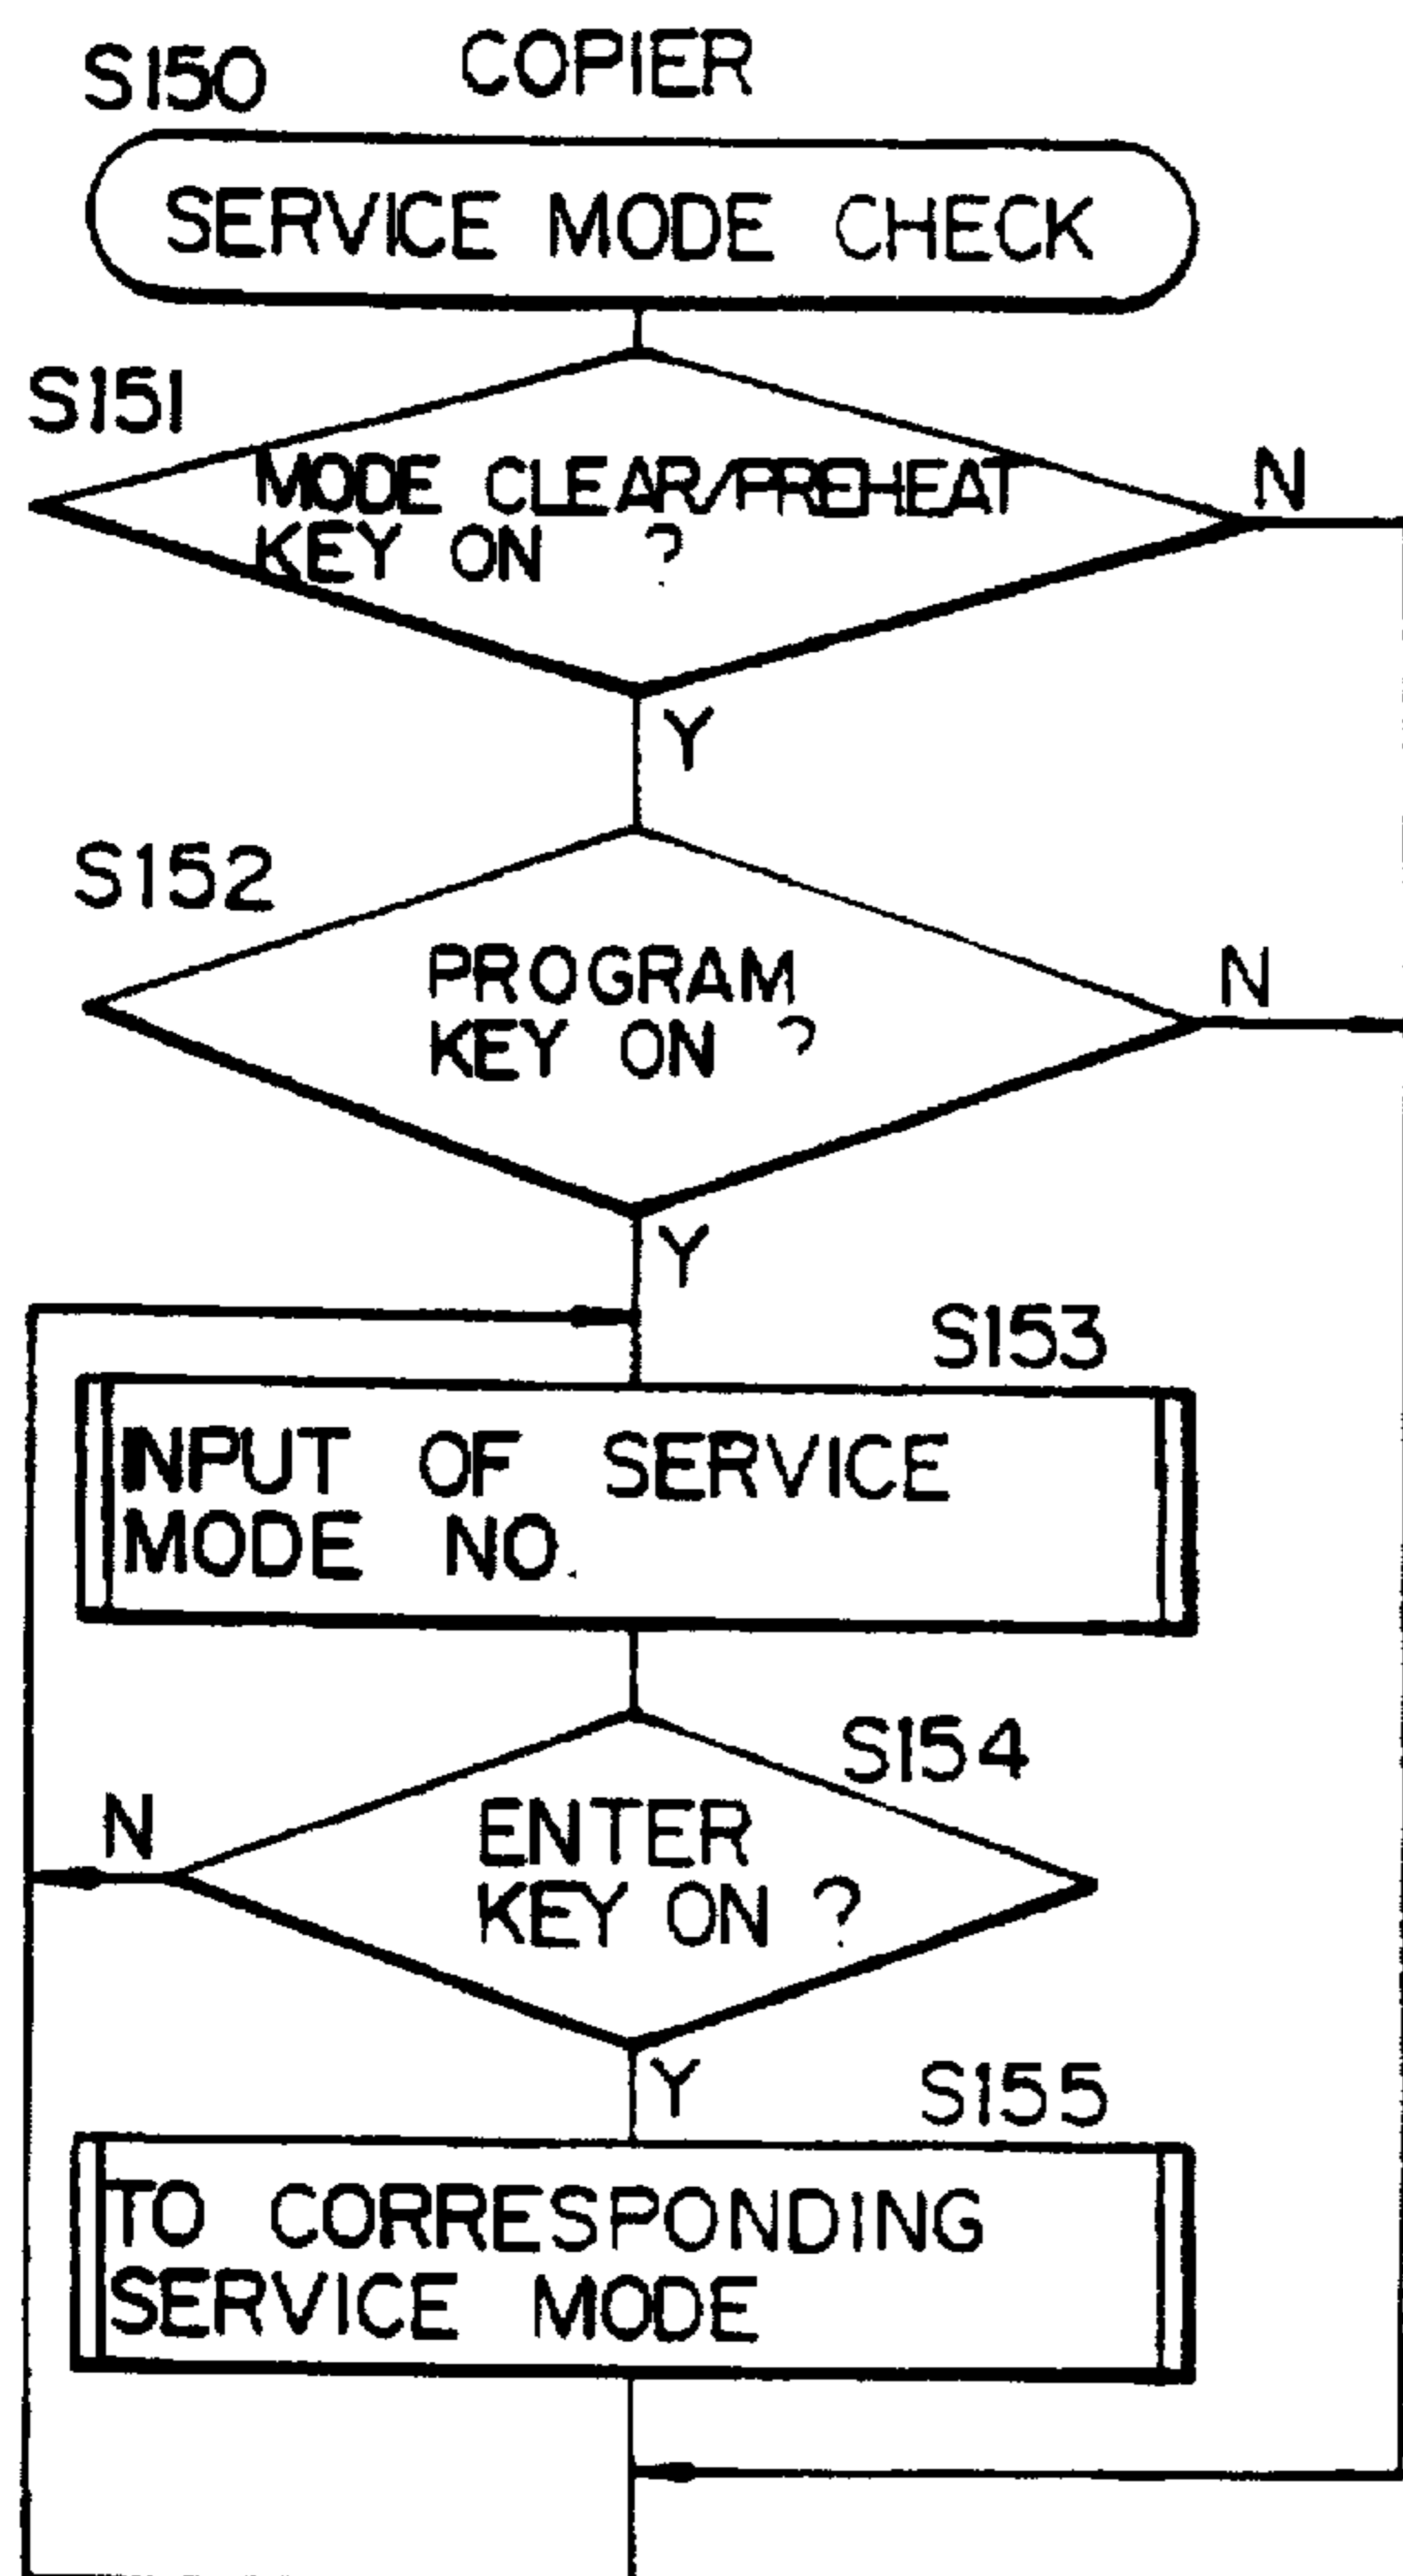 S150 COPIER
SERVICE MODE CHECK
S151
MODE CLEAR/PREHEAT
KEY ON ?
N
Y
S152
PROGRAM
KEY ON ?
N
Y
S153
INPUT OF SERVICE
MODE NO.
S154
N
ENTER
KEY ON ?
Y
S155
TO CORRESPONDING
SERVICE MODE